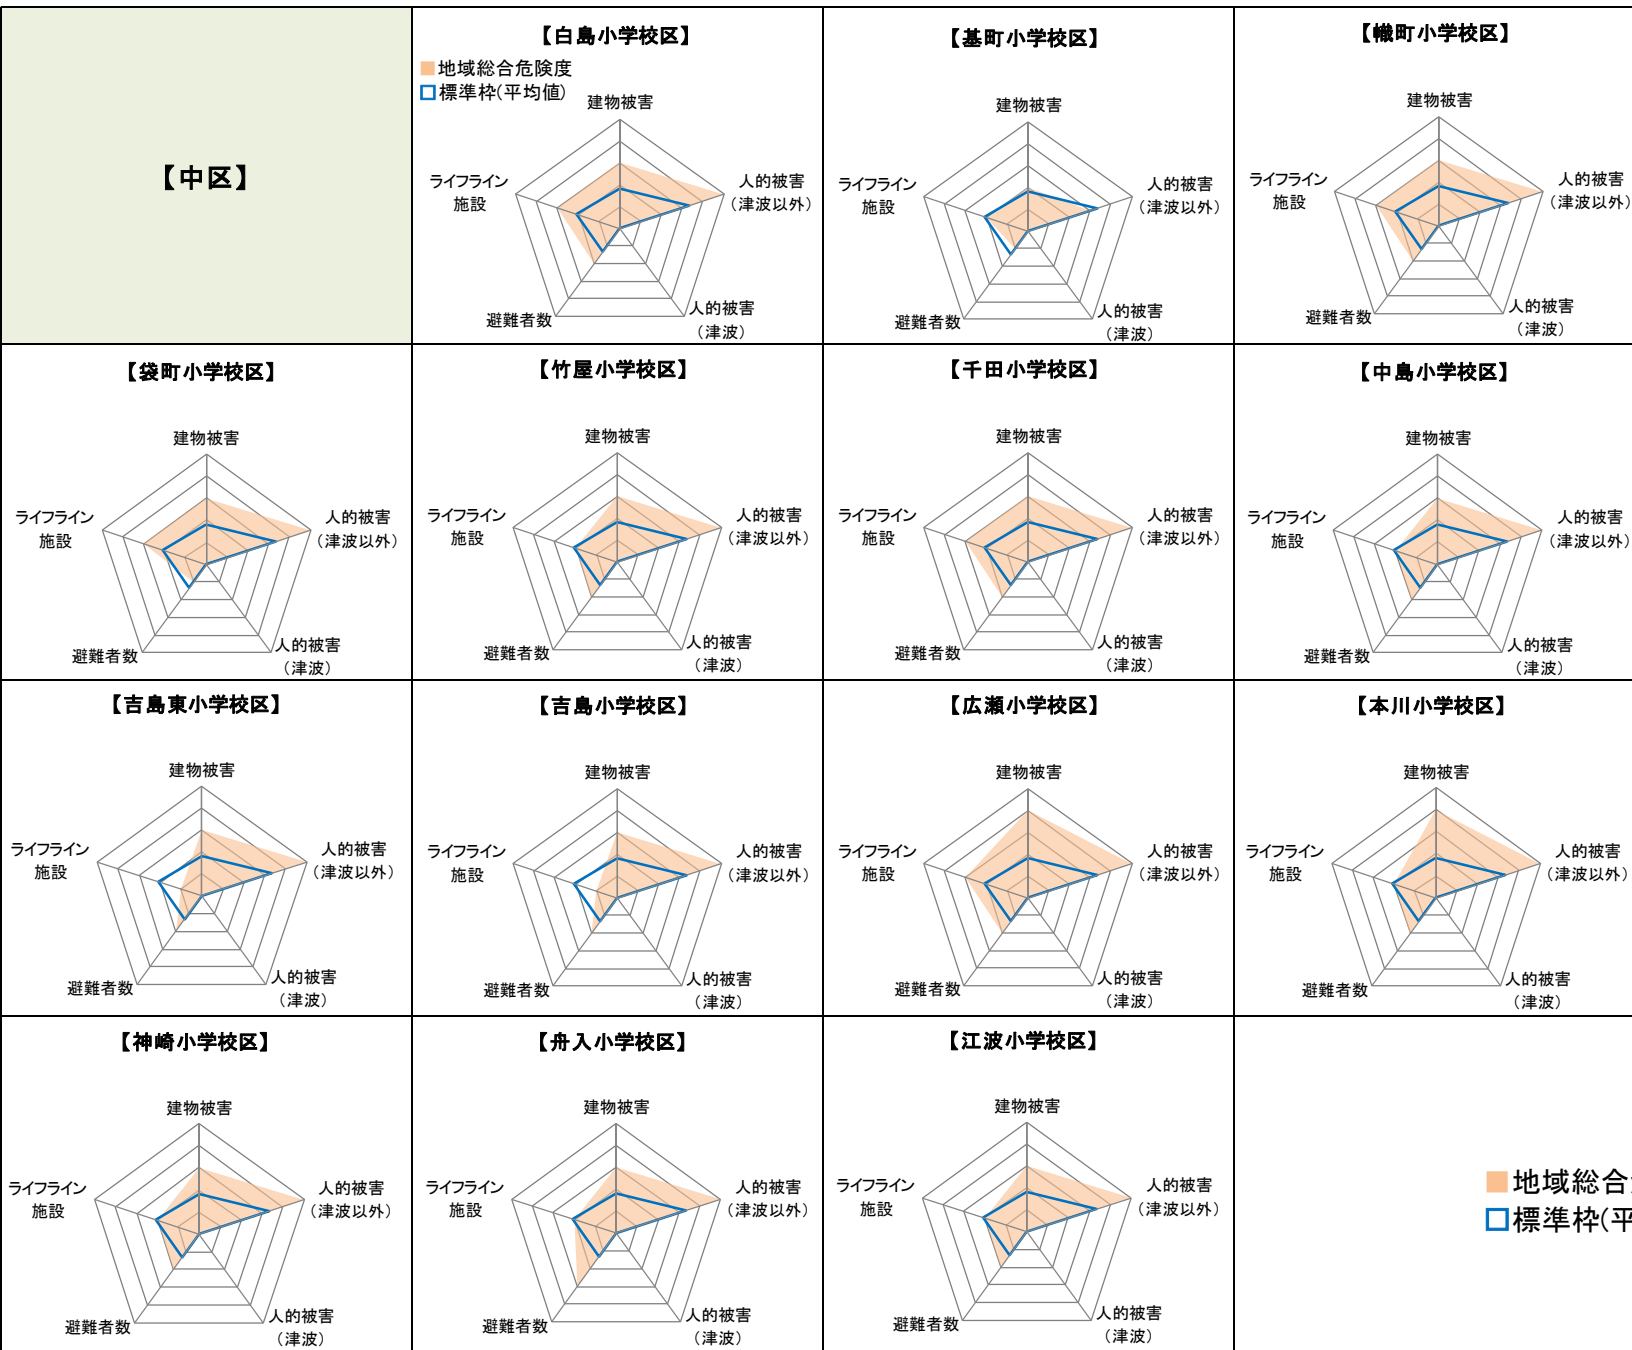 【中区】
【白島小学校区】
地域総合危険度
標準枠(平均値)
建物被害
ライフライン
施設
人的被害
（津波以外）
避難者数
人的被害
（津波）
【基町小学校区】
建物被害
ライフライン
施設
人的被害
（津波以外）
避難者数
人的被害
（津波）
【幟町小学校区】
建物被害
ライフライン
施設
人的被害
（津波以外）
避難者数
人的被害
（津波）
【袋町小学校区】
建物被害
ライフライン
施設
人的被害
（津波以外）
避難者数
人的被害
（津波）
【竹屋小学校区】
建物被害
ライフライン
施設
人的被害
（津波以外）
避難者数
人的被害
（津波）
【千田小学校区】
建物被害
ライフライン
施設
人的被害
（津波以外）
避難者数
人的被害
（津波）
【中島小学校区】
建物被害
ライフライン
施設
人的被害
（津波以外）
避難者数
人的被害
（津波）
【吉島東小学校区】
建物被害
ライフライン
施設
人的被害
（津波以外）
避難者数
人的被害
（津波）
【吉島小学校区】
建物被害
ライフライン
施設
人的被害
（津波以外）
避難者数
人的被害
（津波）
【広瀬小学校区】
建物被害
ライフライン
施設
人的被害
（津波以外）
避難者数
人的被害
（津波）
【本川小学校区】
建物被害
ライフライン
施設
人的被害
（津波以外）
避難者数
人的被害
（津波）
【神崎小学校区】
建物被害
ライフライン
施設
人的被害
（津波以外）
避難者数
人的被害
（津波）
【舟入小学校区】
建物被害
ライフライン
施設
人的被害
（津波以外）
避難者数
人的被害
（津波）
【江波小学校区】
建物被害
ライフライン
施設
人的被害
（津波以外）
避難者数
人的被害
（津波）
地域総合
標準枠(平